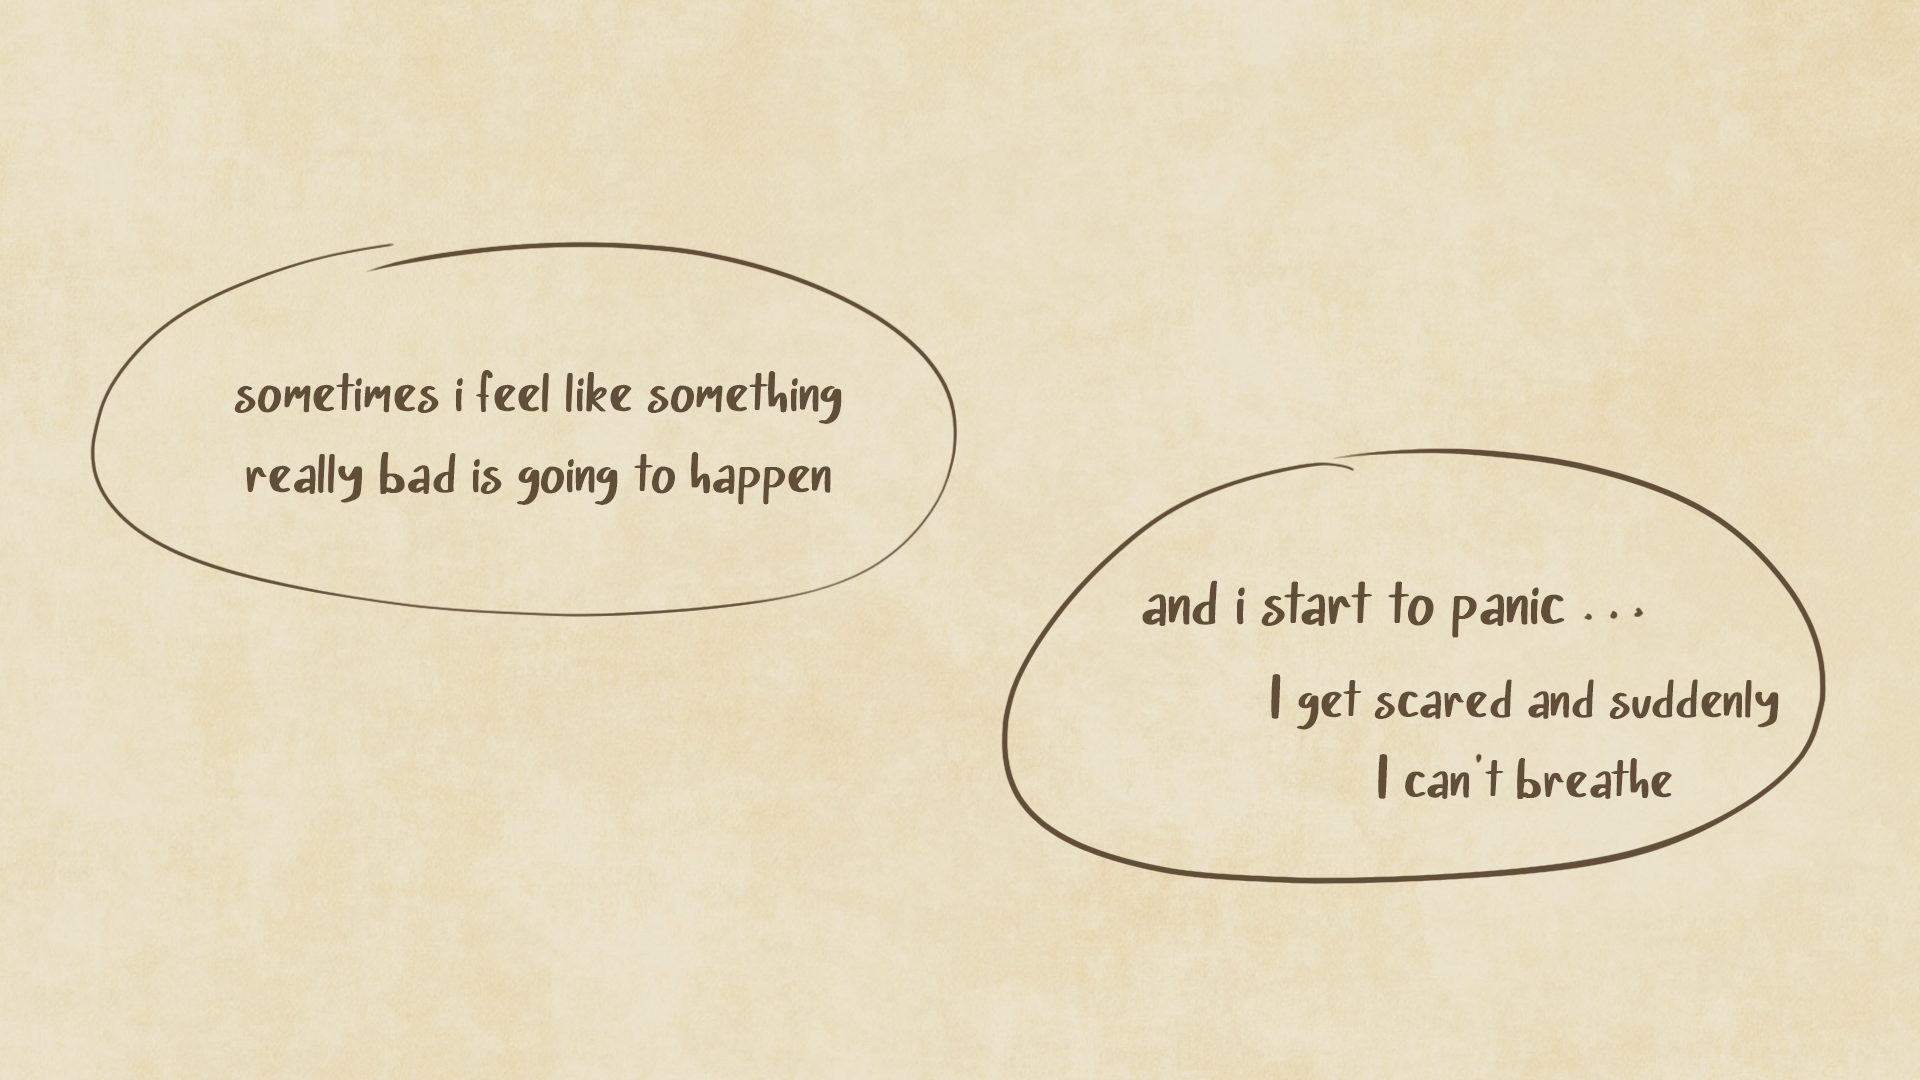 sometimes i feel like something
really bad is going to happen
and i start to panic . . .
I get scared and suddenly
I can't breathe